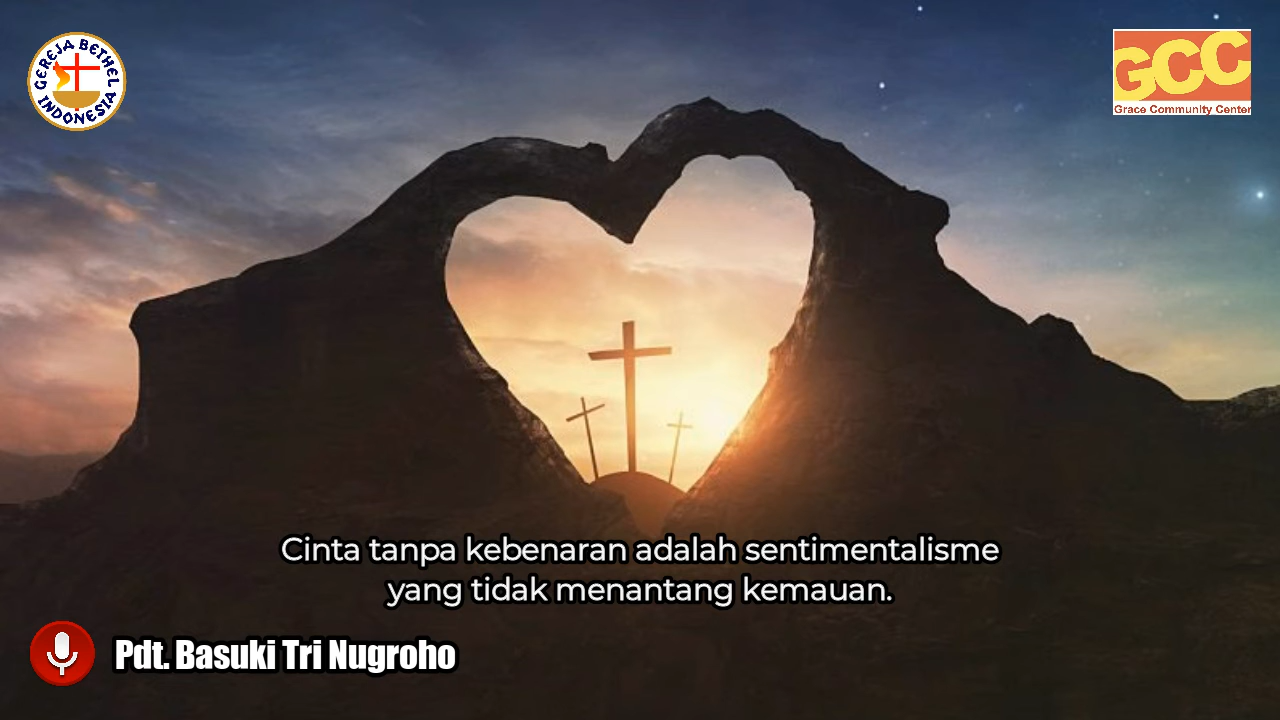 GEREJA BETHEL
INDONESIA
GCC
Grace Community Center
Cinta tanpa kebenaran adalah sentimentalisme
yang tidak menantang kemauan.
Pdt. Basuki Tri Nugroho